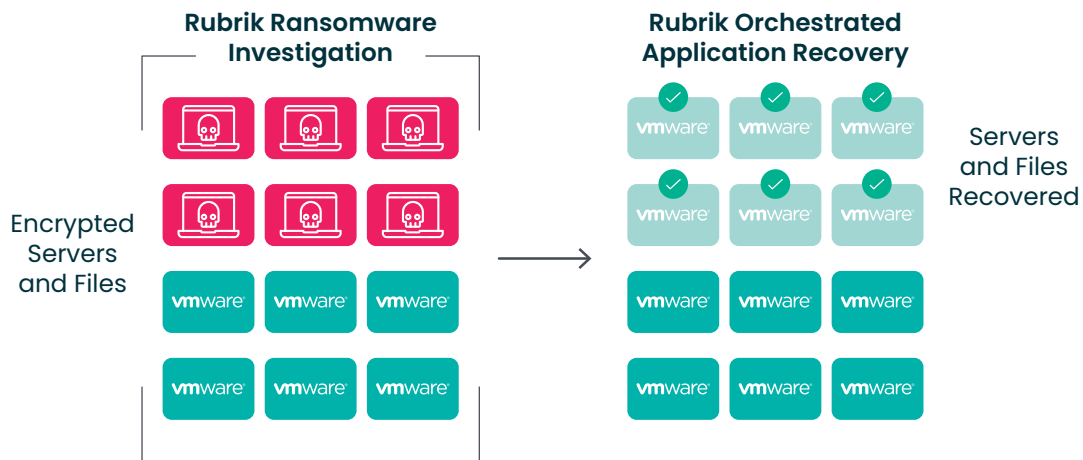 Rubrik Ransomware
Investigation
Encrypted
Servers
and Files
vmware®
vmware®
vmware®
vmware®
vmware®
vmware®
Rubrik Orchestrated
Application Recovery
vmware®
vmware®
vmware®
vmware®
vmware®
vmware®
vmware®
vmware®
vmware®
vmware®
vmware®
vmware®
Servers
and Files
Recovered